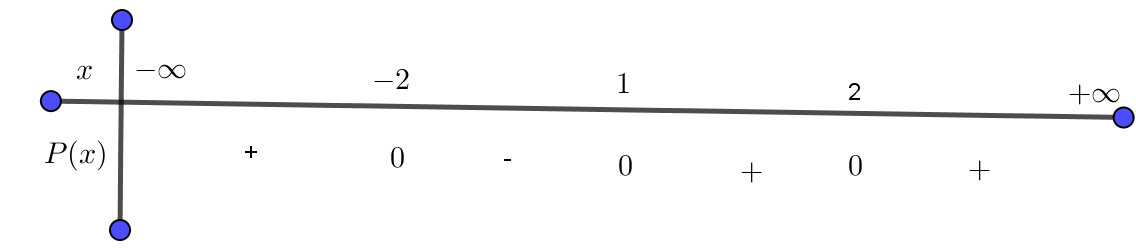 x −∞ −2 1 2 +∞
P(x) + 0 - 0 + 0 +